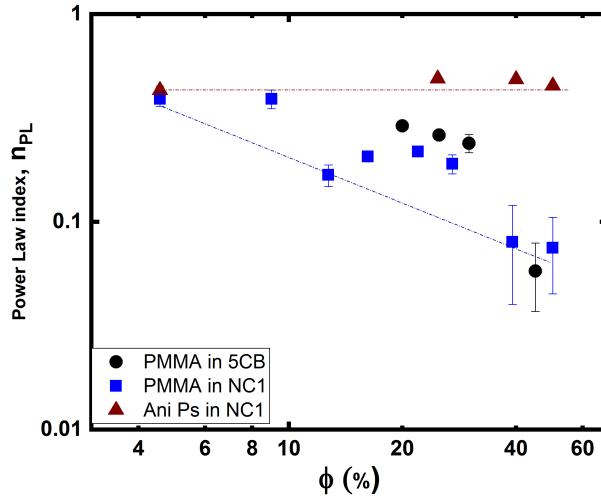 1
0.1
0.01
Power Law index, n_PL
PMMA in 5CB
PMMA in NC1
Ani Ps in NC1
4 6 8 10 20 40 60
ϕ (%)